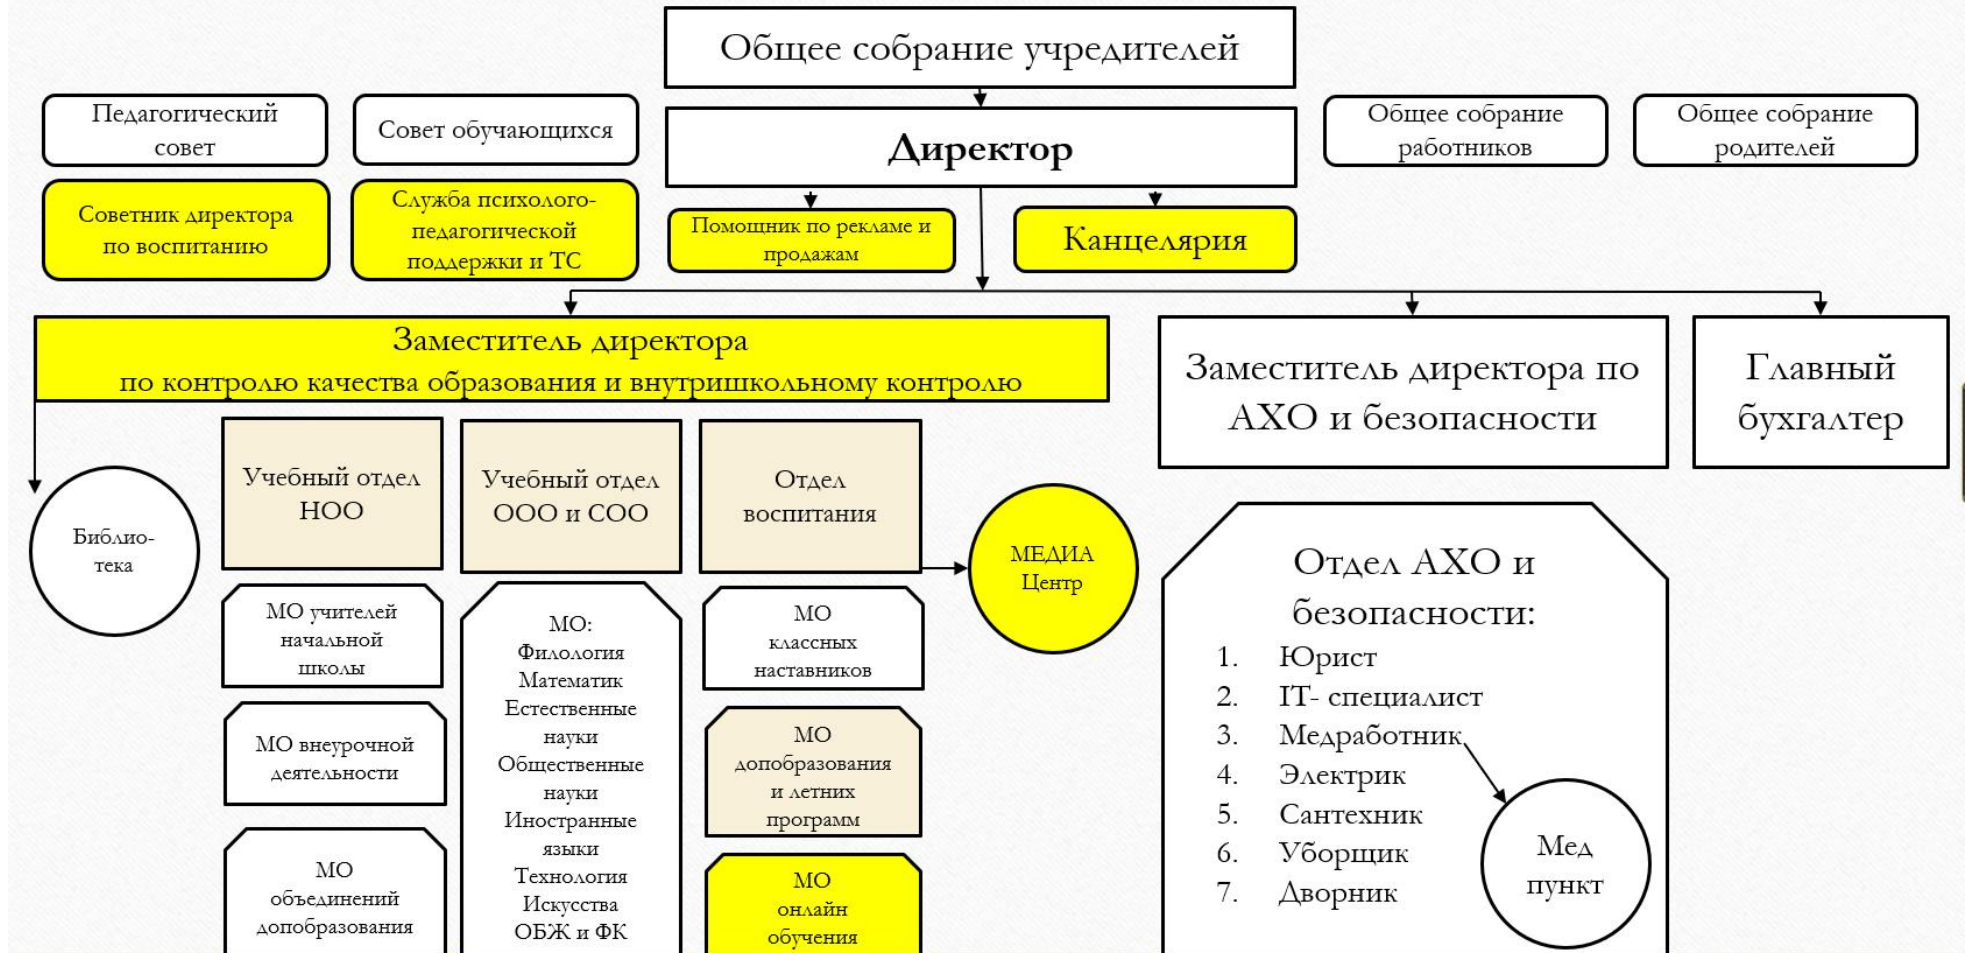 Общее собрание учредителей
Педагогический
совет
Совет обучающихся
Директор
Общее собрание
работников
Общее собрание
родителей
Советник директора
по воспитанию
Служба психолого-
педагогической
поддержки и ТС
Помощник по рекламе и
продажам
Канцелярия
Заместитель директора
по контролю качества образования и внутришкольному контролю
Заместитель директора по
АХО и безопасности
Главный
бухгалтер
Библио-
тека
Учебный отдел
НОО
Учебный отдел
ООО и СОО
Отдел
воспитания
МЕДИА
Центр
МО учителей
начальной
школы
МО внеурочной
деятельности
МО
объединений
допобразования
МО:
Филология
Математик
Естественные
науки
Общественные
науки
Иностранные
языки
Технология
Искусства
ОБЖ и ФК
МО
классных
наставников
МО
допобразования
и летних
программ
МО
онлайн
обучения
Отдел АХО и
безопасности:
1. Юрист
2. IT- специалист
3. Медработник
4. Электрик
5. Сантехник
6. Уборщик
7. Дворник
Мед
пункт